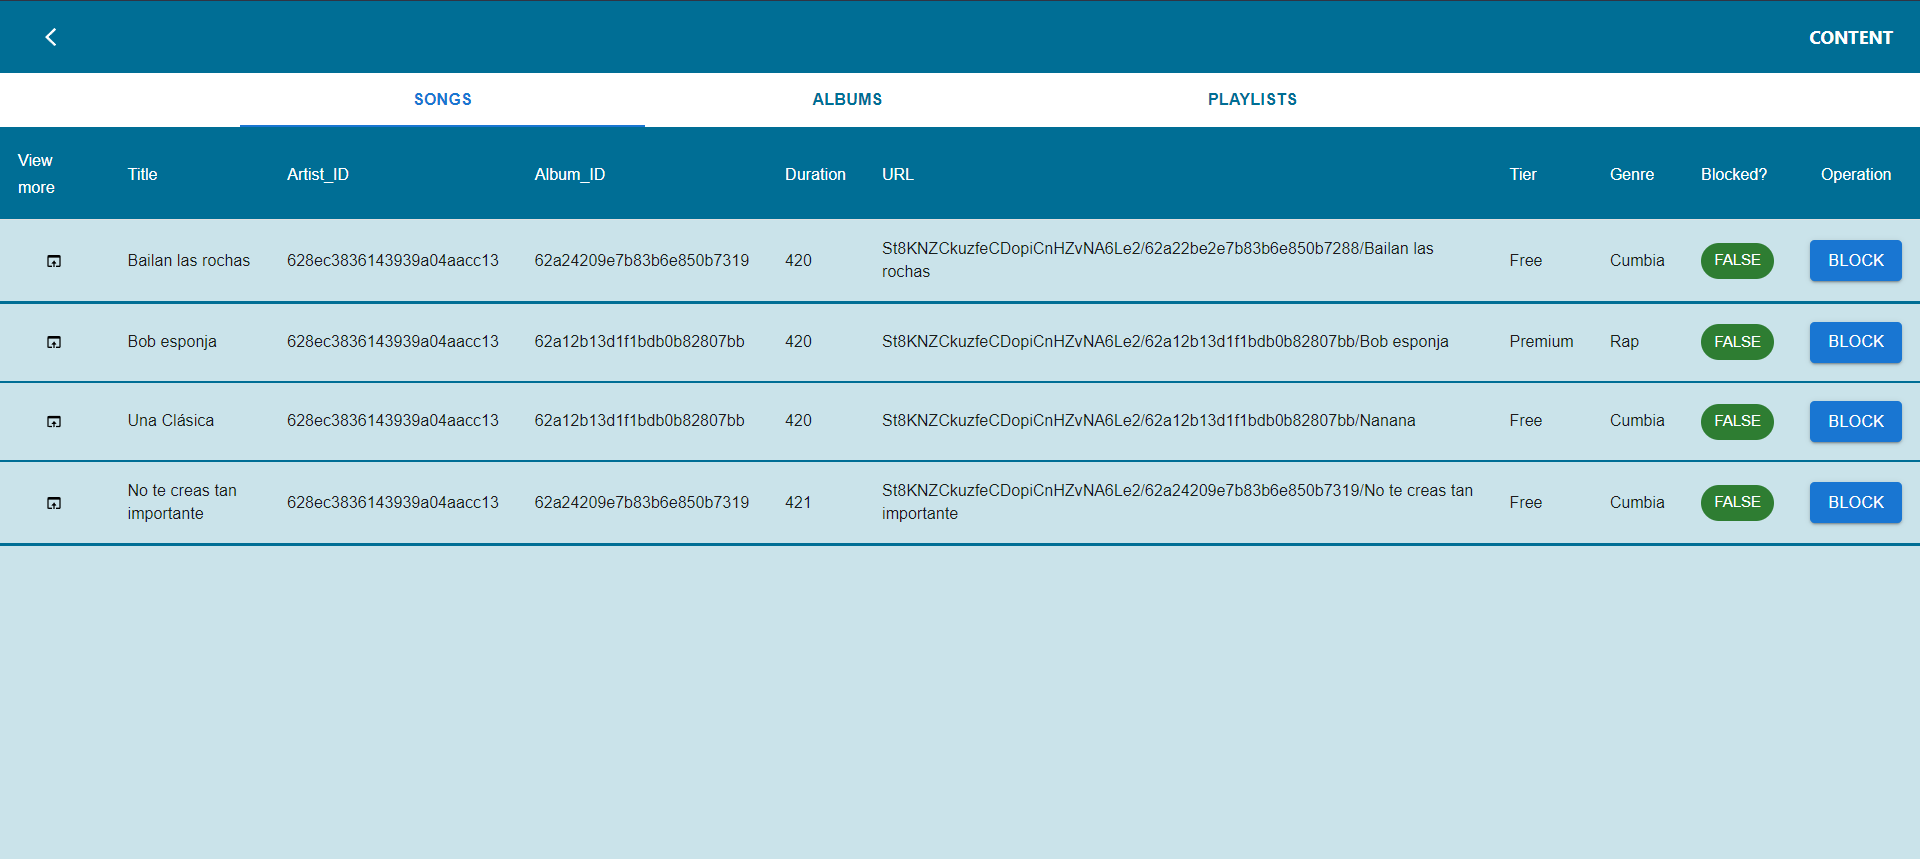 CONTENT
SONGS ALBUMS PLAYLISTS
View more Title Artist_ID Album_ID Duration URL Tier Genre Blocked? Operation
Bailan las rochas 628ec3836143939a04aacc13 62a24209e7b83b6e850b7319 420 St8KNZCkuzfeCDopiCnHZvNA6Le2/62a22be2e7b83b6e850b7288/Bailan las rochas Free Cumbia FALSE BLOCK
Bob esponja 628ec3836143939a04aacc13 62a12b13d1f1bdb0b82807bb 420 St8KNZCkuzfeCDopiCnHZvNA6Le2/62a12b13d1f1bdb0b82807bb/Bob esponja Premium Rap FALSE BLOCK
Una Clásica 628ec3836143939a04aacc13 62a12b13d1f1bdb0b82807bb 420 St8KNZCkuzfeCDopiCnHZvNA6Le2/62a12b13d1f1bdb0b82807bb/Nanana Free Cumbia FALSE BLOCK
No te creas tan importante 628ec3836143939a04aacc13 62a24209e7b83b6e850b7319 421 St8KNZCkuzfeCDopiCnHZvNA6Le2/62a24209e7b83b6e850b7319/No te creas tan importante Free Cumbia FALSE BLOCK